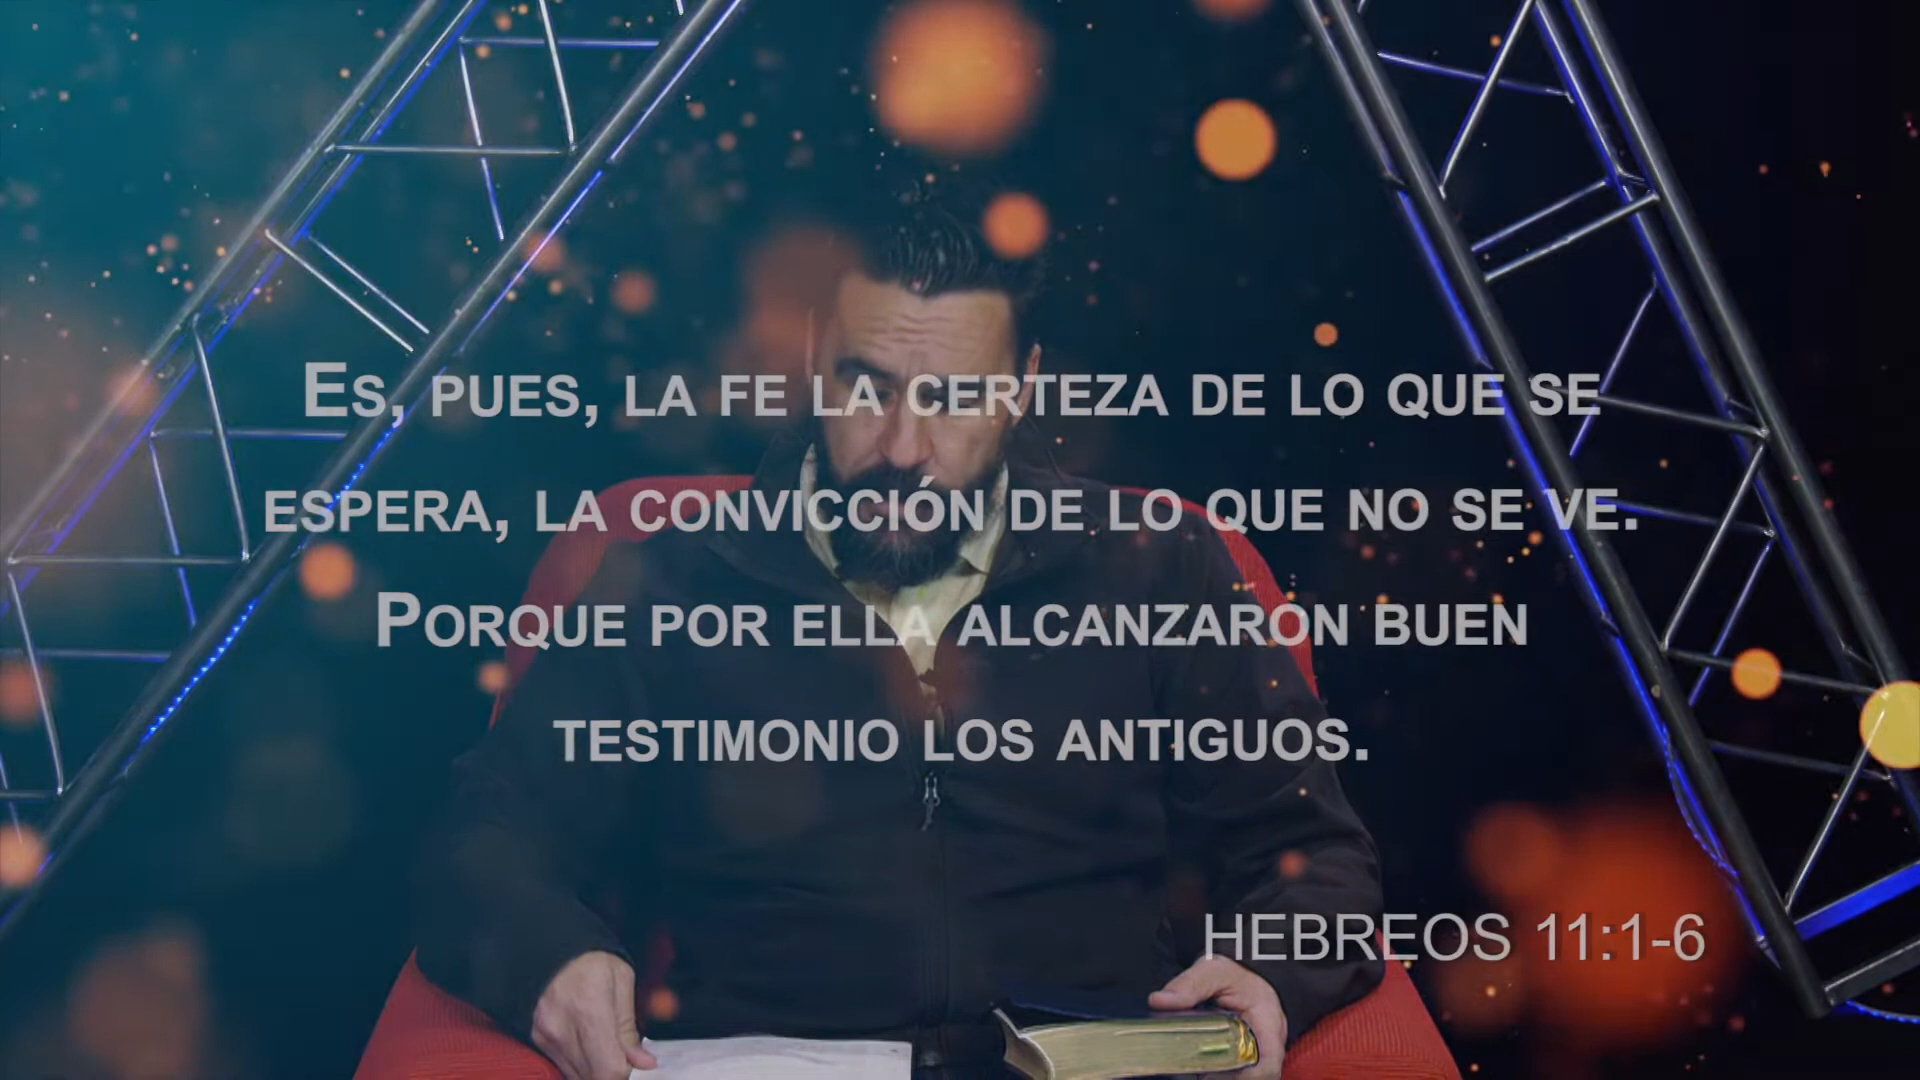 Es, pues, la fe la certeza de lo que se
espera, la convicción de lo que no se ve.
Porque por ella alcanzaron buen
testimonio los antiguos.
HEBREOS 11:1-6